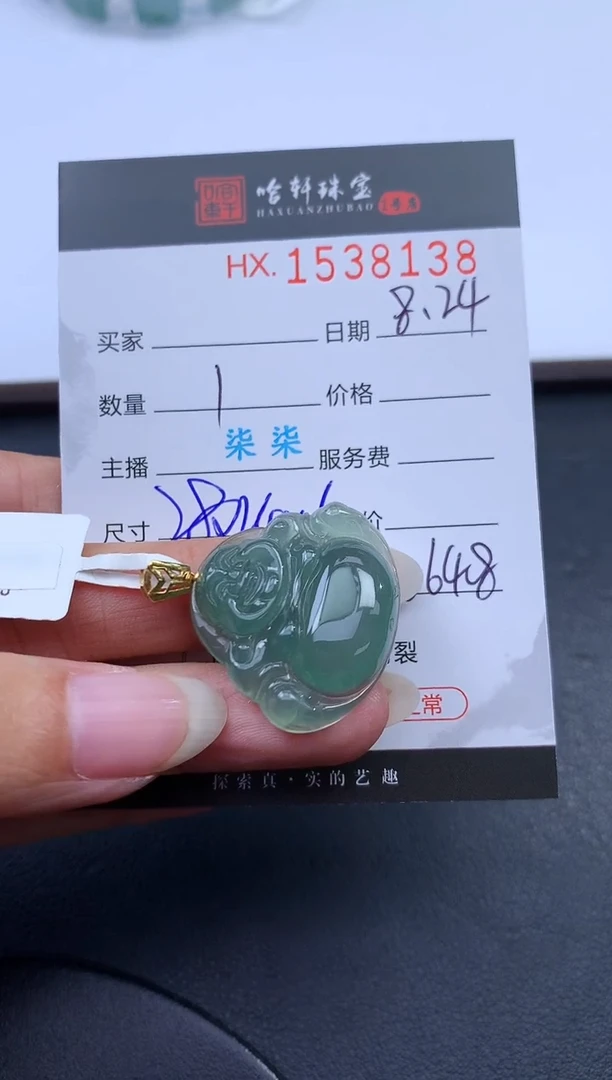 哈轩珠宝
HAXUANZHUBAO
HX. 1538138
买家 日期 8.24
数量 1 价格
主播 柒柒 服务费
尺寸 价
648
裂
常
探索真·实的艺趣